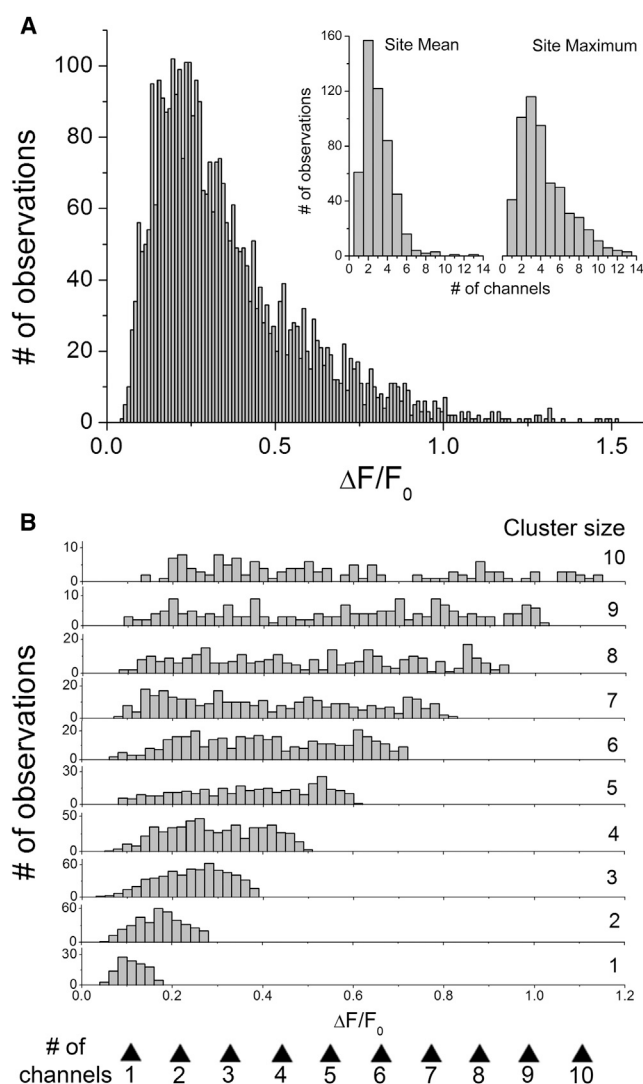 A
# of observations
100
80
60
40
20
0
0.0 0.5 1.0 1.5
ΔF/F₀
Site Mean Site Maximum
# of observations
160
120
80
40
0
0 2 4 6 8 10 12 14 0 2 4 6 8 10 12 14
# of channels
B
Cluster size
# of observations
10
0
10
10
5
0
9
20
0
8
20
0
7
20
0
6
30
0
5
50
0
4
60
0
3
60
0
2
30
0
1
0.0 0.2 0.4 0.6 0.8 1.0 1.2
ΔF/F₀
# of
channels 1 2 3 4 5 6 7 8 9 10